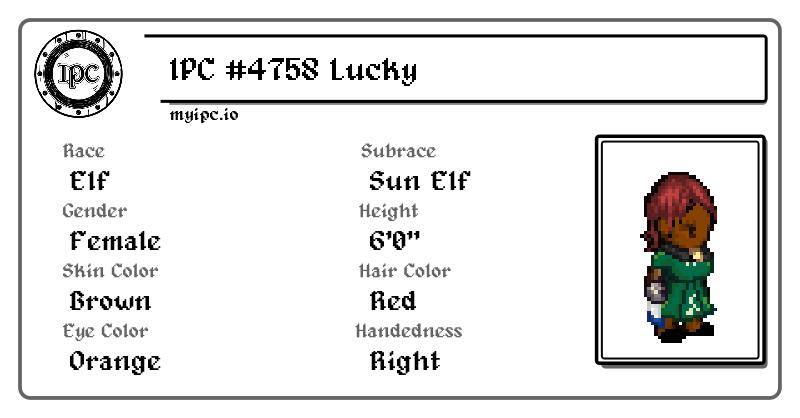 IPC
IPC #4758 Lucky
myipc.io
Race
Elf
Subrace
Sun Elf
Gender
Female
Height
6'0"
Skin Color
Brown
Hair Color
Red
Eye Color
Orange
Handedness
Right